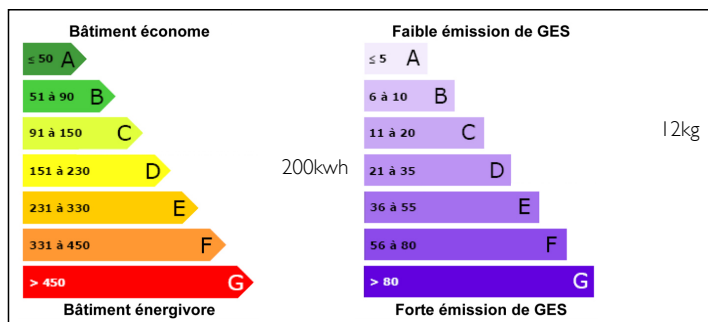 Bâtiment économe
≤ 50 A
51 à 90 B
91 à 150 C
151 à 230 D
231 à 330 E
331 à 450 F
> 450 G
Bâtiment énergivore
200kwh
Faible émission de GES
≤ 5 A
6 à 10 B
11 à 20 C
21 à 35 D
36 à 55 E
56 à 80 F
> 80 G
Forte émission de GES
12kg